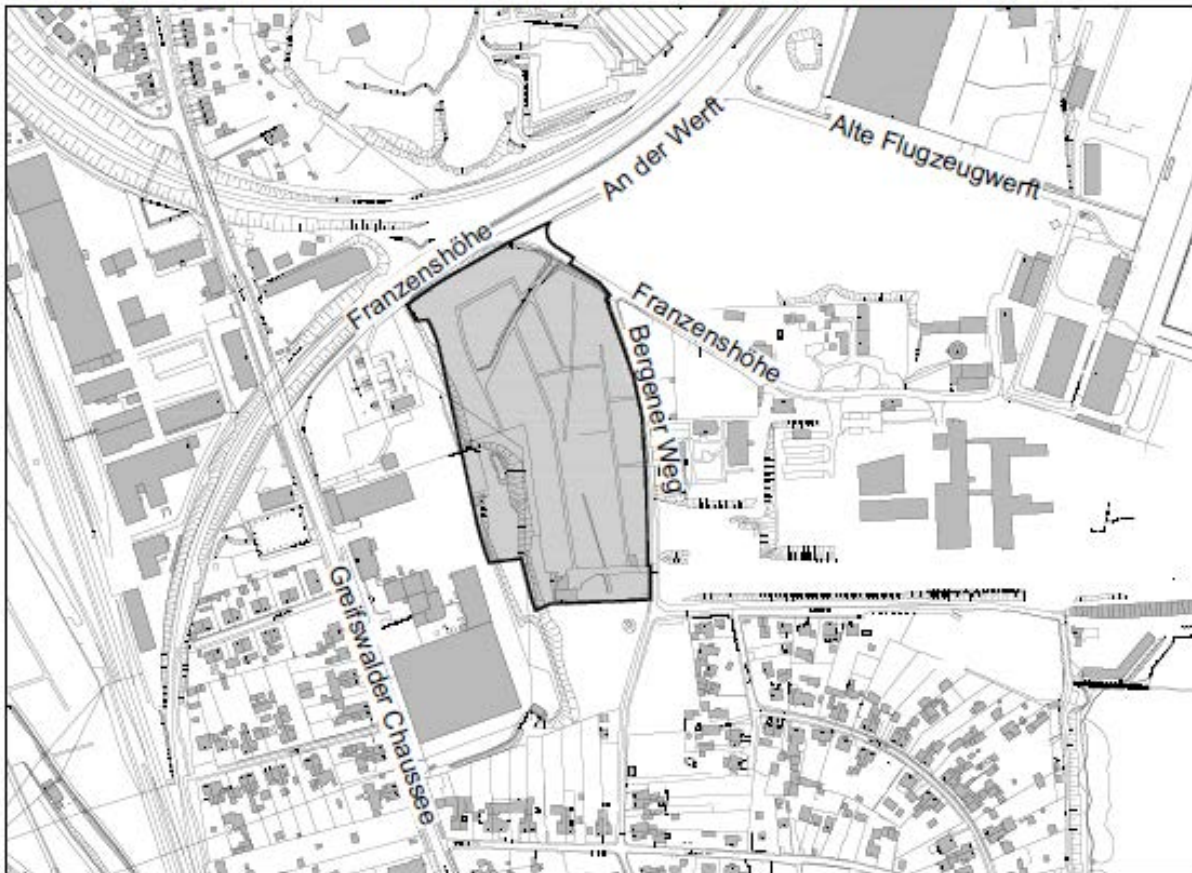 An der Werft
Alte Flugzeugwerft
Franzenshöhe
Franzenshöhe
Bergener Weg
Greifswalder Chaussee